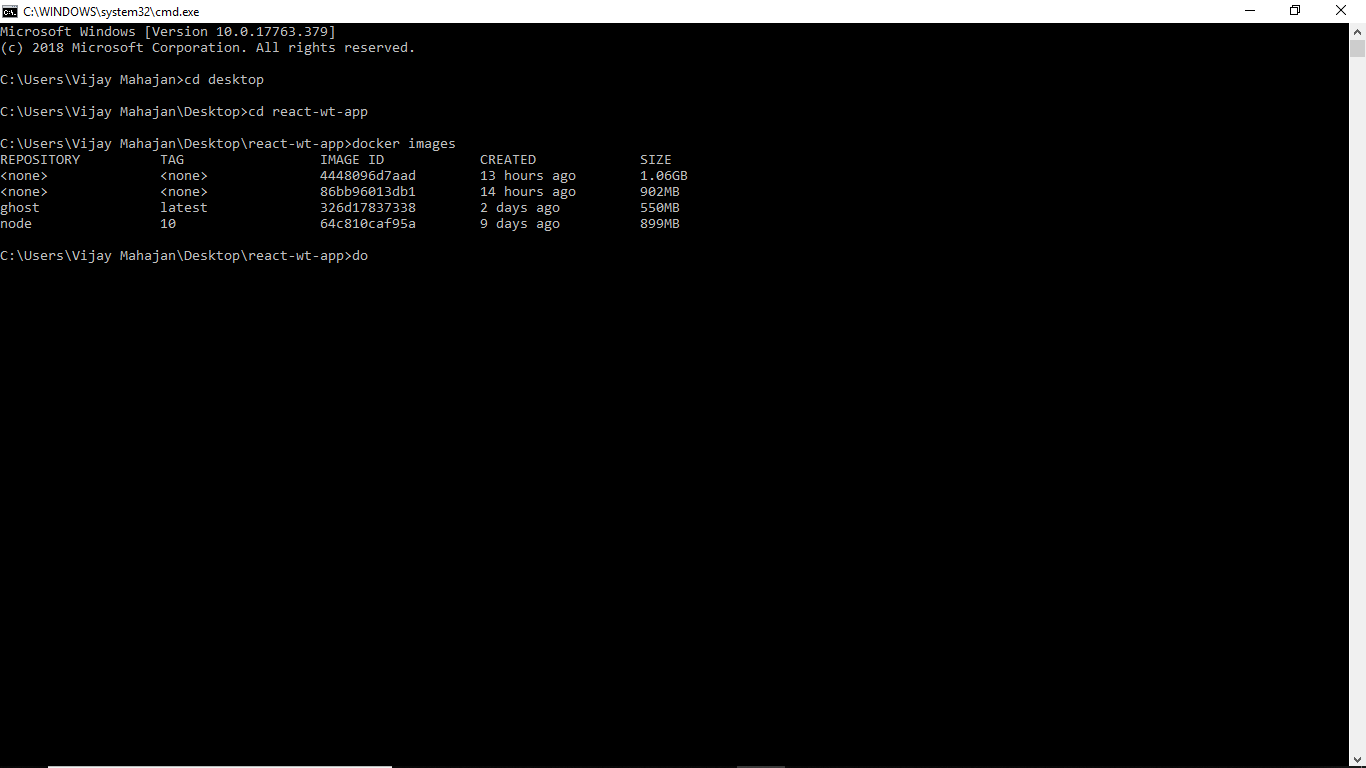 C:\WINDOWS\system32\cmd.exe
Microsoft Windows [Version 10.0.17763.379]
(c) 2018 Microsoft Corporation. All rights reserved.
C:\Users\Vijay Mahajan>cd desktop
C:\Users\Vijay Mahajan\Desktop>cd react-wt-app
C:\Users\Vijay Mahajan\Desktop\react-wt-app>docker images
REPOSITORY          TAG                 IMAGE ID            CREATED             SIZE
<none>              <none>              4448096d7aad        13 hours ago        1.06GB
<none>              <none>              86bb96013db1        14 hours ago        902MB
ghost               latest              326d17837338        2 days ago          550MB
node                10                  64c810caf95a        9 days ago          899MB
C:\Users\Vijay Mahajan\Desktop\react-wt-app>do